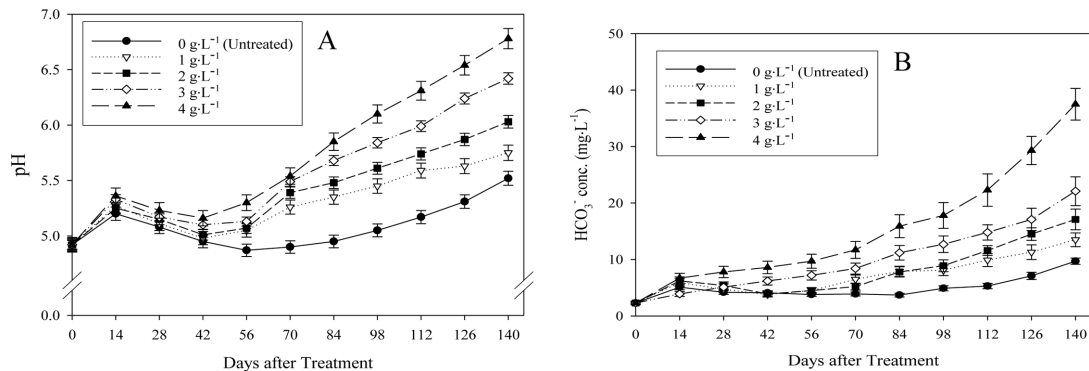 A
0 g·L⁻¹ (Untreated)
1 g·L⁻¹
2 g·L⁻¹
3 g·L⁻¹
4 g·L⁻¹
pH
7.0
6.5
6.0
5.5
5.0
0.0
0 14 28 42 56 70 84 98 112 126 140
Days after Treatment
B
0 g·L⁻¹ (Untreated)
1 g·L⁻¹
2 g·L⁻¹
3 g·L⁻¹
4 g·L⁻¹
HCO₃⁻ conc. (mg·L⁻¹)
50
40
30
20
10
0
0 14 28 42 56 70 84 98 112 126 140
Days after Treatment